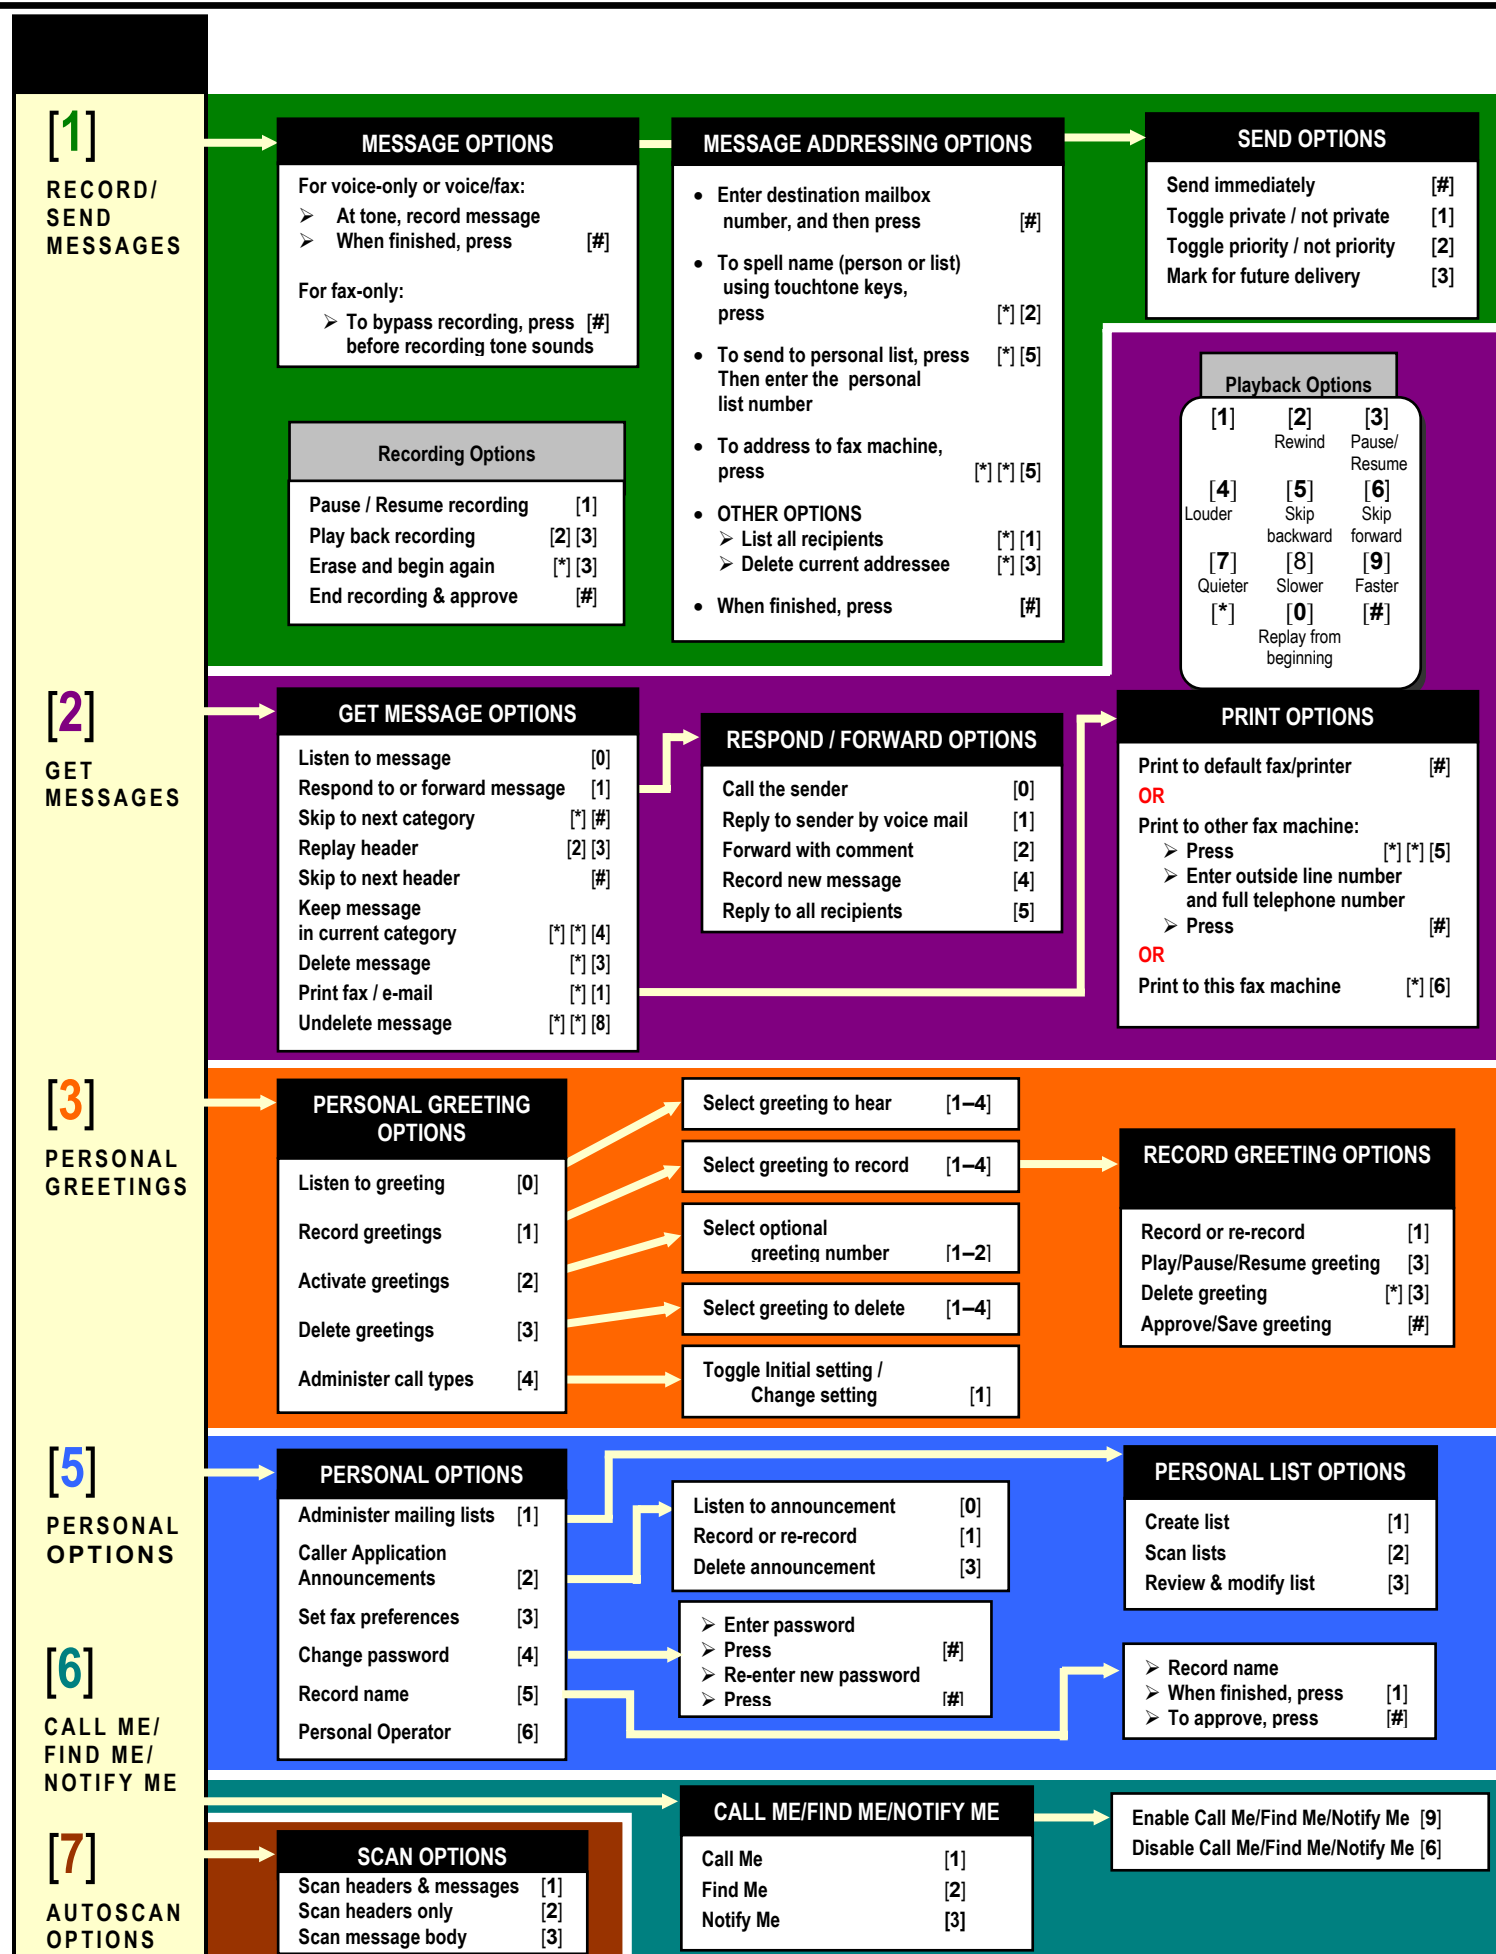 [1]
RECORD/
SEND
MESSAGES
MESSAGE OPTIONS
For voice-only or voice/fax:
➢ At tone, record message
➢ When finished, press [#]
For fax-only:
➢ To bypass recording, press [#]
before recording tone sounds
Recording Options
Pause / Resume recording [1]
Play back recording [2] [3]
Erase and begin again [*] [3]
End recording & approve [#]
MESSAGE ADDRESSING OPTIONS
• Enter destination mailbox
number, and then press [#]
• To spell name (person or list)
using touchtone keys,
press [*] [2]
• To send to personal list, press [*] [5]
Then enter the personal
list number
• To address to fax machine,
press [*] [*] [5]
• OTHER OPTIONS
➢ List all recipients [*] [1]
➢ Delete current addressee [*] [3]
• When finished, press [#]
SEND OPTIONS
Send immediately [#]
Toggle private / not private [1]
Toggle priority / not priority [2]
Mark for future delivery [3]
Playback Options
[1] [2] [3]
Rewind Pause/
Resume
[4] [5] [6]
Louder Skip Skip
backward forward
[7] [8] [9]
Quieter Slower Faster
[*] [0] [#]
Replay from
beginning
[2]
GET
MESSAGES
GET MESSAGE OPTIONS
Listen to message [0]
Respond to or forward message [1]
Skip to next category [*] [#]
Replay header [2] [3]
Skip to next header [#]
Keep message
in current category [*] [*] [4]
Delete message [*] [3]
Print fax / e-mail [*] [1]
Undelete message [*] [*] [8]
RESPOND / FORWARD OPTIONS
Call the sender [0]
Reply to sender by voice mail [1]
Forward with comment [2]
Record new message [4]
Reply to all recipients [5]
PRINT OPTIONS
Print to default fax/printer [#]
OR
Print to other fax machine:
➢ Press [*] [*] [5]
➢ Enter outside line number
and full telephone number
➢ Press [#]
OR
Print to this fax machine [*] [6]
[3]
PERSONAL
GREETINGS
PERSONAL GREETING
OPTIONS
Listen to greeting [0]
Record greetings [1]
Activate greetings [2]
Delete greetings [3]
Administer call types [4]
Select greeting to hear [1–4]
Select greeting to record [1–4]
Select optional
greeting number [1–2]
Select greeting to delete [1–4]
Toggle Initial setting /
Change setting [1]
RECORD GREETING OPTIONS
Record or re-record [1]
Play/Pause/Resume greeting [3]
Delete greeting [*] [3]
Approve/Save greeting [#]
[5]
PERSONAL
OPTIONS
PERSONAL OPTIONS
Administer mailing lists [1]
Caller Application
Announcements [2]
Set fax preferences [3]
Change password [4]
Record name [5]
Personal Operator [6]
Listen to announcement [0]
Record or re-record [1]
Delete announcement [3]
➢ Enter password
➢ Press [#]
➢ Re-enter new password
➢ Press [#]
PERSONAL LIST OPTIONS
Create list [1]
Scan lists [2]
Review & modify list [3]
➢ Record name
➢ When finished, press [1]
➢ To approve, press [#]
[6]
CALL ME/
FIND ME/
NOTIFY ME
CALL ME/FIND ME/NOTIFY ME
Call Me [1]
Find Me [2]
Notify Me [3]
Enable Call Me/Find Me/Notify Me [9]
Disable Call Me/Find Me/Notify Me [6]
[7]
AUTOSCAN
OPTIONS
SCAN OPTIONS
Scan headers & messages [1]
Scan headers only [2]
Scan message body [3]